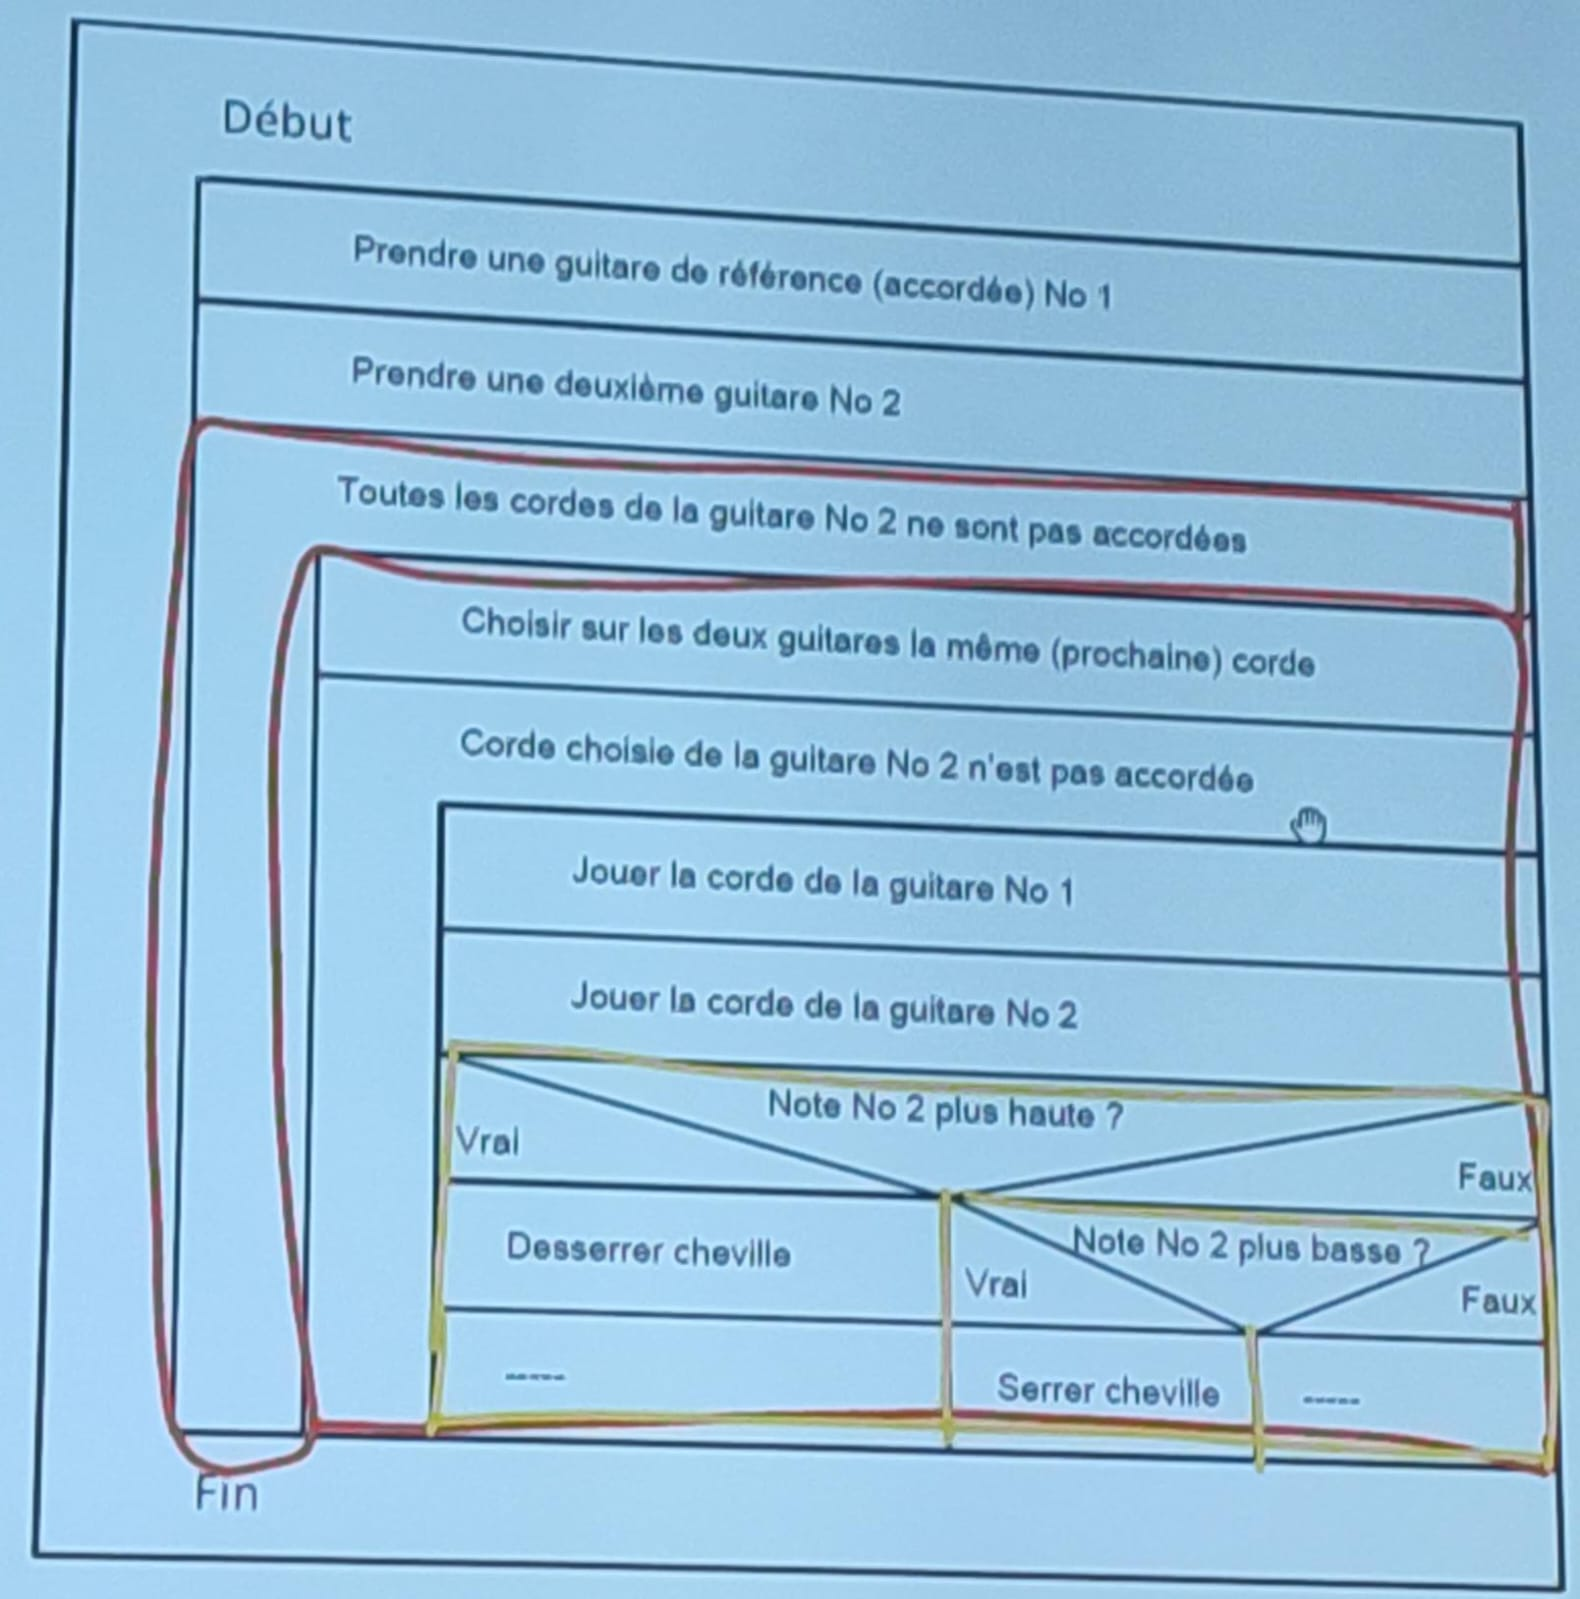 Début
Prendre une guitare de référence (accordée) No 1
Prendre une deuxième guitare No 2
Toutes les cordes de la guitare No 2 ne sont pas accordées
Choisir sur les deux guitares la même (prochaine) corde
Corde choisie de la guitare No 2 n'est pas accordée
Jouer la corde de la guitare No 1
Jouer la corde de la guitare No 2
Note No 2 plus haute ?
Vrai
Faux
Desserrer cheville
Note No 2 plus basse ?
Vrai
Faux
-----
Serrer cheville
-----
Fin